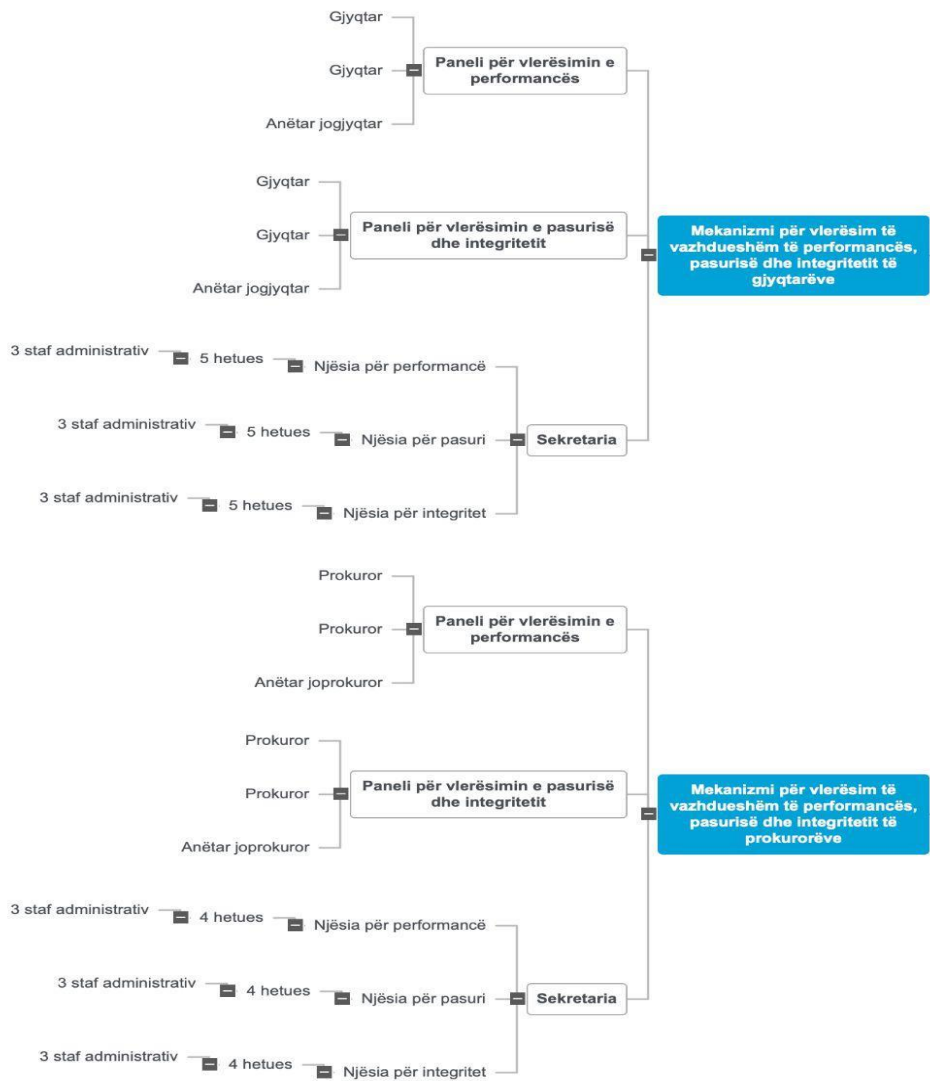 Gjyqtar
Gjyqtar
Anëtar jogjyqtar
Paneli për vlerësimin e
performancës
Gjyqtar
Gjyqtar
Anëtar jogjyqtar
Paneli për vlerësimin e pasurisë
dhe integritetit
Mekanizmi për vlerësim të
vazhdueshëm të performancës,
pasurisë dhe integritetit të
gjyqtarëve
3 staf administrativ
5 hetues
Njësia për performancë
3 staf administrativ
5 hetues
Njësia për pasuri
Sekretaria
3 staf administrativ
5 hetues
Njësia për integritet
Prokuror
Prokuror
Anëtar joprokuror
Paneli për vlerësimin e
performancës
Prokuror
Prokuror
Anëtar joprokuror
Paneli për vlerësimin e pasurisë
dhe integritetit
Mekanizmi për vlerësim të
vazhdueshëm të performancës,
pasurisë dhe integritetit të
prokurorëve
3 staf administrativ
4 hetues
Njësia për performancë
3 staf administrativ
4 hetues
Njësia për pasuri
Sekretaria
3 staf administrativ
4 hetues
Njësia për integritet